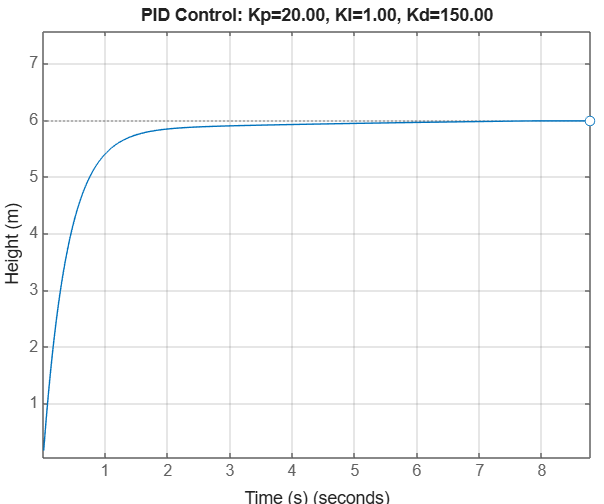 PID Control: Kp=20.00, KI=1.00, Kd=150.00
7
6
5
4
3
2
1
Height (m)
1 2 3 4 5 6 7 8
Time (s) (seconds)